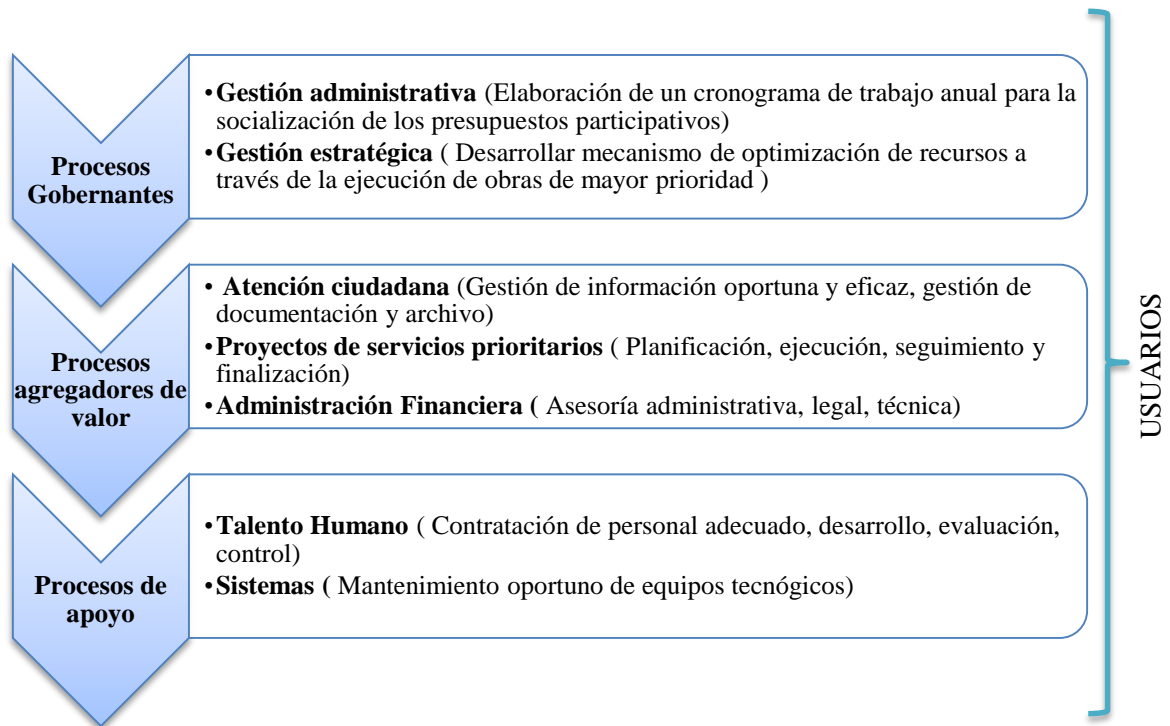 Procesos
Gobernantes
•Gestión administrativa (Elaboración de un cronograma de trabajo anual para la
socialización de los presupuestos participativos)
•Gestión estratégica ( Desarrollar mecanismo de optimización de recursos a
través de la ejecución de obras de mayor prioridad )
Procesos
agregadores de
valor
• Atención ciudadana (Gestión de información oportuna y eficaz, gestión de
documentación y archivo)
•Proyectos de servicios prioritarios ( Planificación, ejecución, seguimiento y
finalización)
•Administración Financiera ( Asesoría administrativa, legal, técnica)
Procesos de
apoyo
•Talento Humano ( Contratación de personal adecuado, desarrollo, evaluación,
control)
•Sistemas ( Mantenimiento oportuno de equipos tecnógicos)
USUARIOS